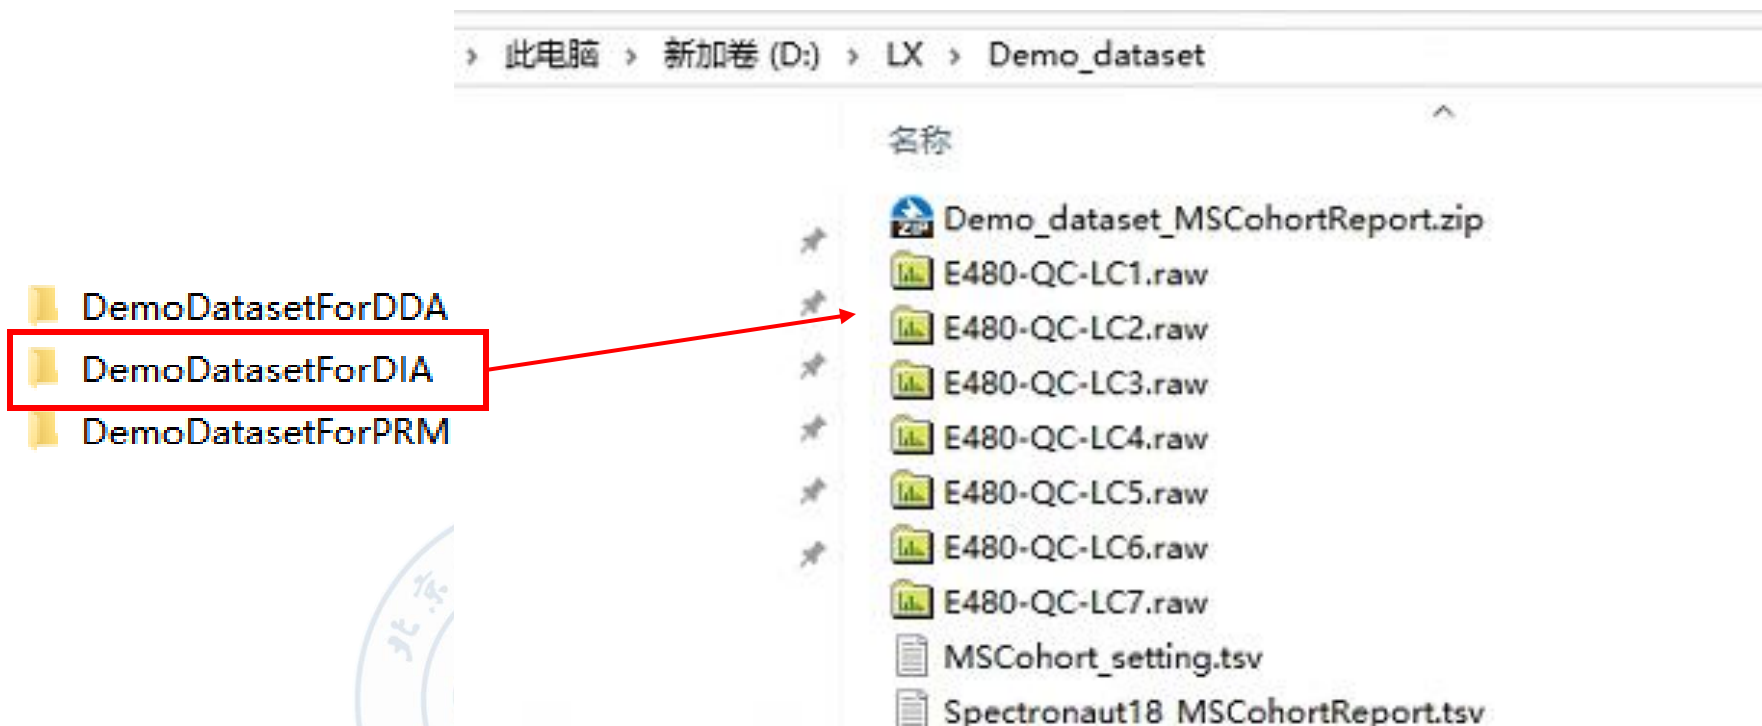 › 此电脑 › 新加卷 (D:) › LX › Demo_dataset
名称
Demo_dataset_MSCohortReport.zip
E480-QC-LC1.raw
E480-QC-LC2.raw
E480-QC-LC3.raw
E480-QC-LC4.raw
E480-QC-LC5.raw
E480-QC-LC6.raw
E480-QC-LC7.raw
MSCohort_setting.tsv
Spectronaut18_MSCohortReport.tsv
DemoDatasetForDDA
DemoDatasetForDIA
DemoDatasetForPRM
北京